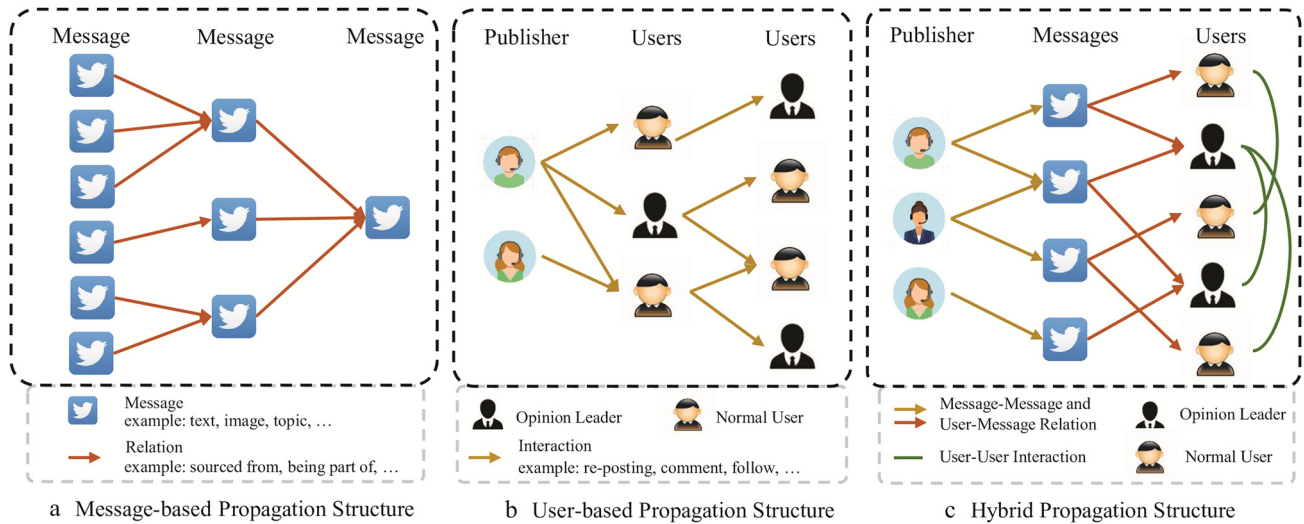 Message
Message
Message
Message
example: text, image, topic, …
Relation
example: sourced from, being part of, …
a Message-based Propagation Structure
Publisher
Users
Users
Opinion Leader
Normal User
Interaction
example: re-posting, comment, follow, …
b User-based Propagation Structure
Publisher
Messages
Users
Message-Message and
User-Message Relation
User-User Interaction
Opinion Leader
Normal User
c Hybrid Propagation Structure